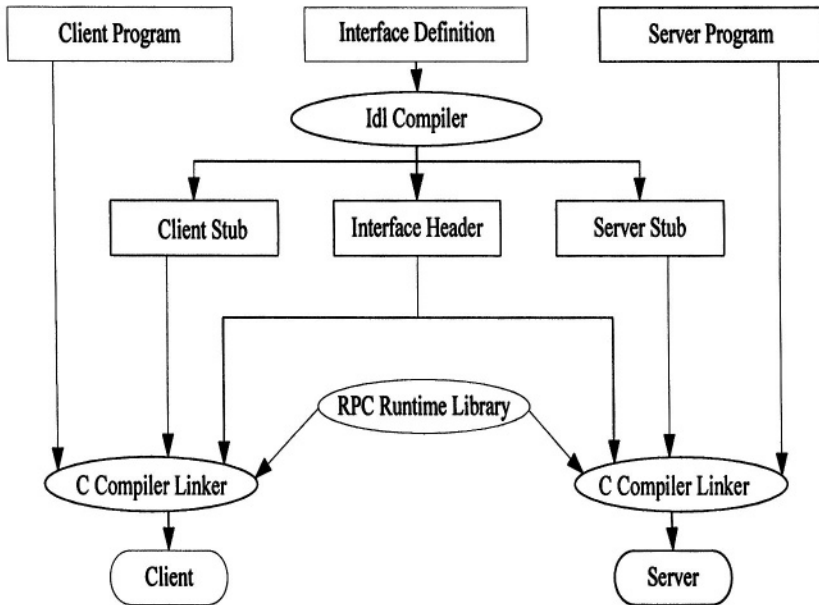 Client Program
Interface Definition
Server Program
Idl Compiler
Client Stub
Interface Header
Server Stub
RPC Runtime Library
C Compiler Linker
C Compiler Linker
Client
Server